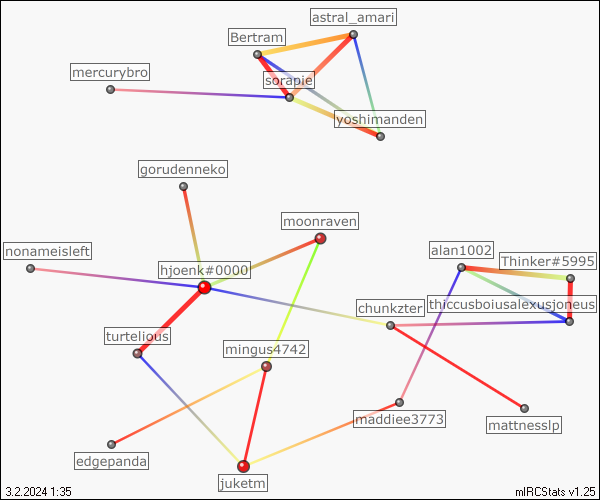 astral_amari
Bertram
mercurybro
sorapie
yoshimanden
gorudenneko
moonraven
nonameisleft
alan1002
Thinker#5995
hjoenk#0000
chunkzter
thiccusboiusalexusjoneus
turtelious
mingus4742
maddiee3773
mattnesslp
edgepanda
juketm
3.2.2024 1:35
mIRCStats v1.25